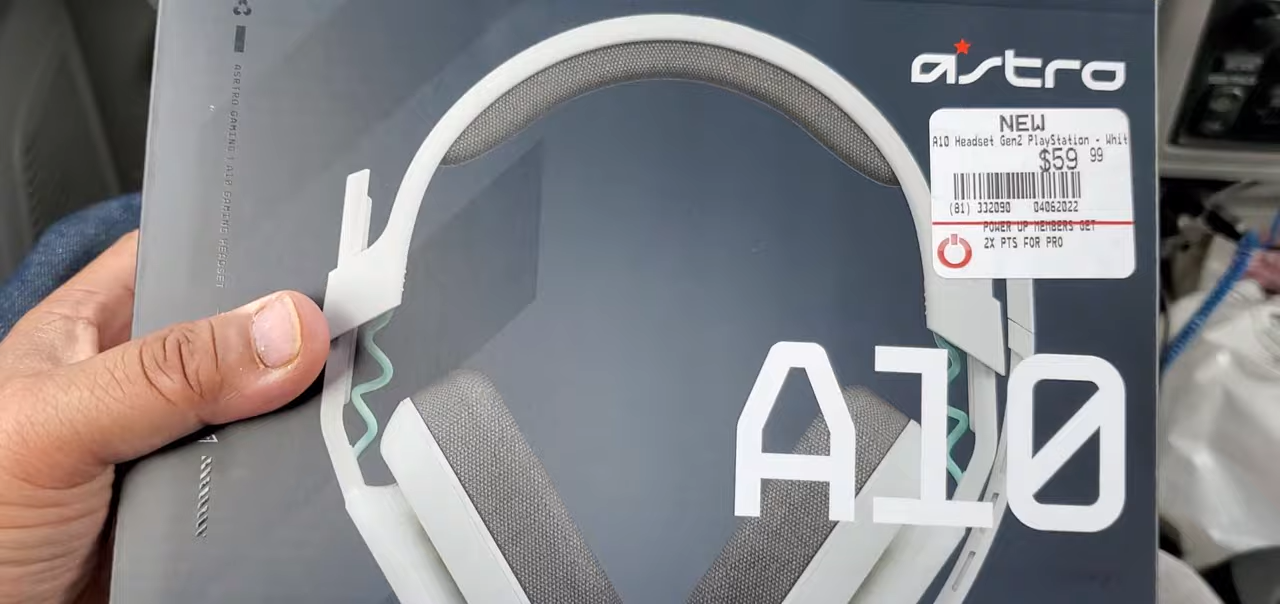 astro
NEW
A10 Headset Gen2 PlayStation - Whit
$59 99
(81) 332090 04062022
POWER UP MEMBERS GET
2X PTS FOR PRO
A10
ASRTRO GAMING | A10 GAMING HEADSET